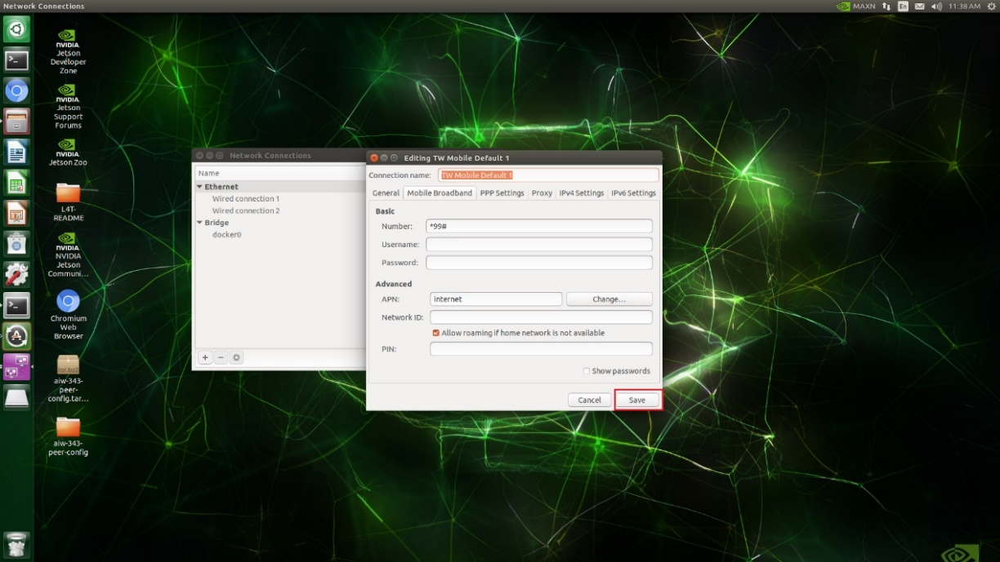 Network Connections
MAXN
En
11:38 AM
NVIDIA
Jetson
Developer
Zone
NVIDIA
Jetson
Support
Forums
NVIDIA
Jetson Zoo
L4T-
README
NVIDIA
NVIDIA
Jetson
Communi...
Chromium
Web
Browser
tar.bz2
aiw-343-
peer-
config.tar...
aiw-343-
peer-config
Network Connections
Name
Ethernet
Wired connection 1
Wired connection 2
Bridge
docker0
Editing TW Mobile Default 1
Connection name: TW Mobile Default 1
General Mobile Broadband PPP Settings Proxy IPv4 Settings IPv6 Settings
Basic
Number: *99#
Username:
Password:
Advanced
APN: internet Change...
Network ID:
Allow roaming if home network is not available
PIN:
Show passwords
Cancel Save